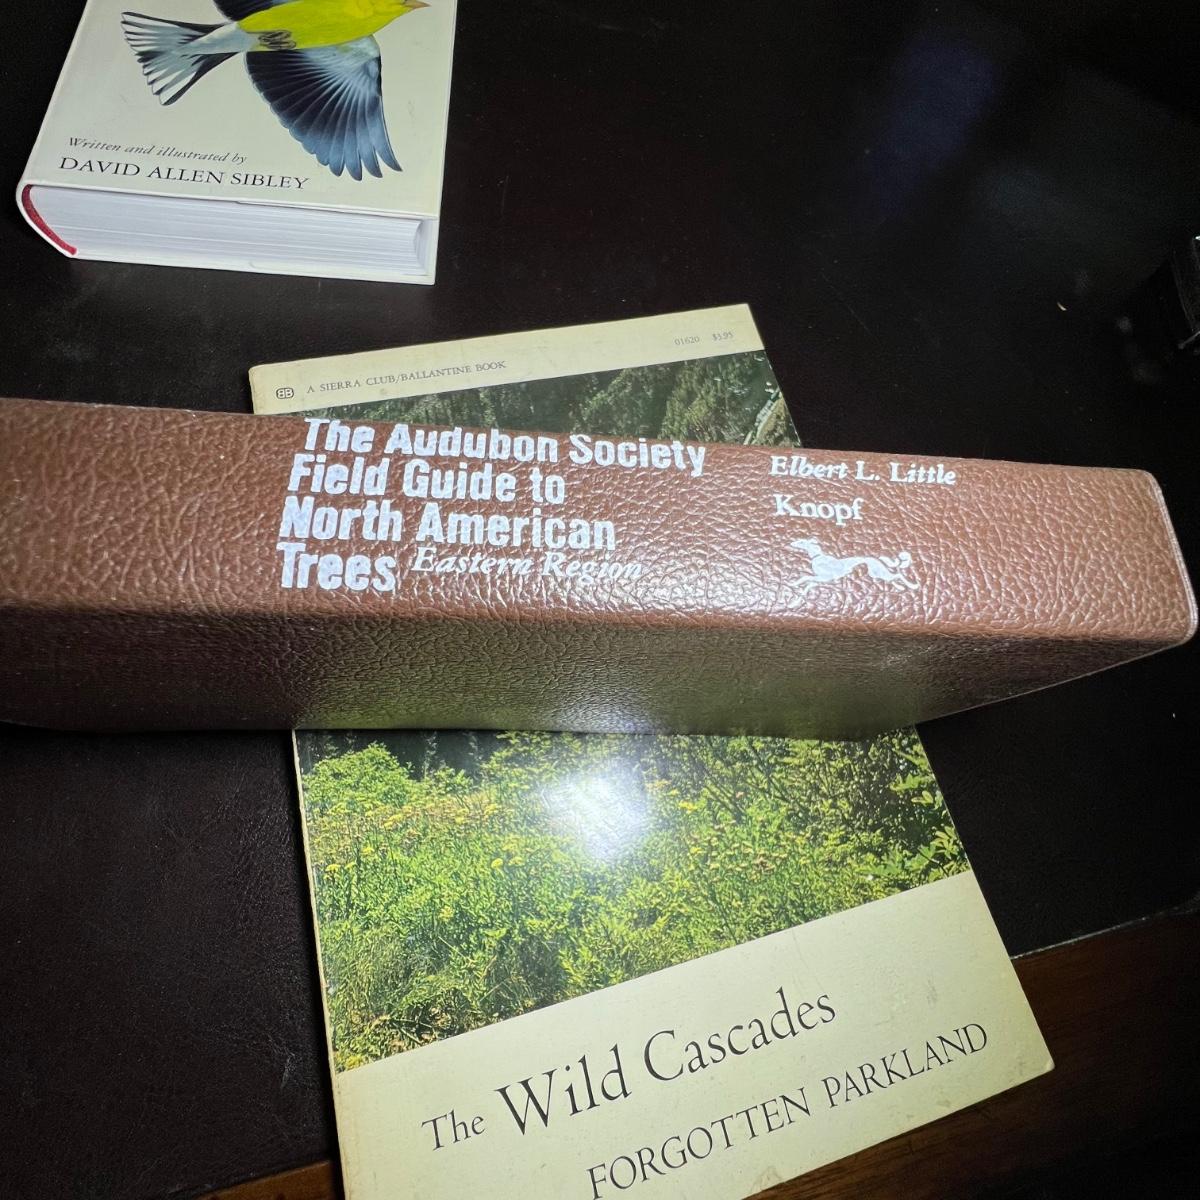 Written and illustrated by
DAVID ALLEN SIBLEY
BB A SIERRA CLUB/BALLANTINE BOOK 01620 $3.95
The Audubon Society
Field Guide to
North American
Trees Eastern Region
Elbert L. Little
Knopf
The Wild Cascades
FORGOTTEN PARKLAND